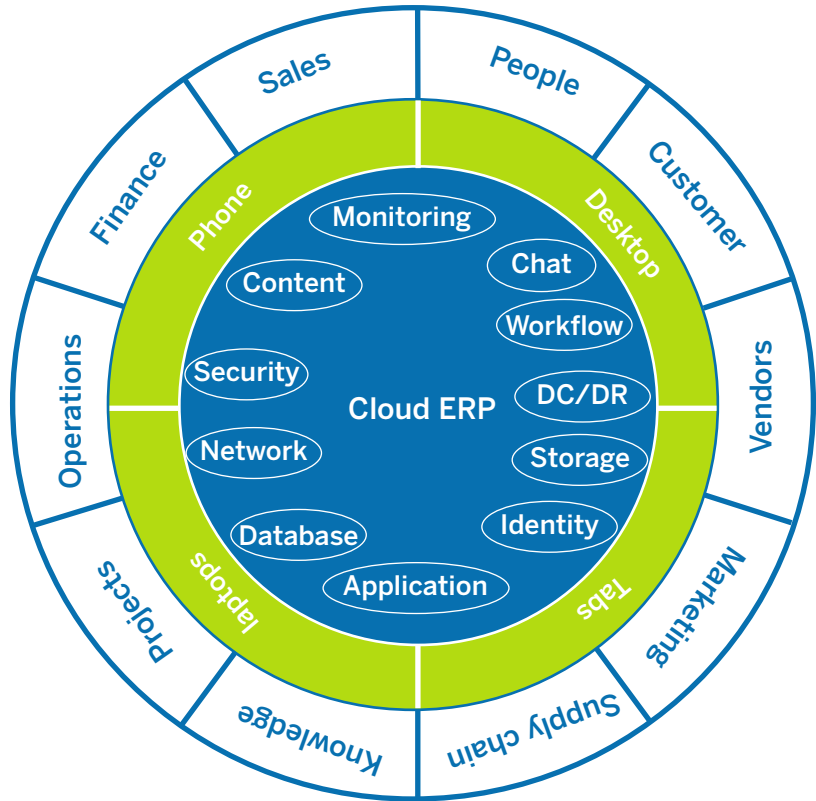 Sales
People
Customer
Vendors
Marketing
Supply chain
Knowledge
Projects
Operations
Finance
Phone
Desktop
Tabs
laptops
Monitoring
Chat
Content
Workflow
Security
DC/DR
Cloud ERP
Network
Storage
Identity
Database
Application